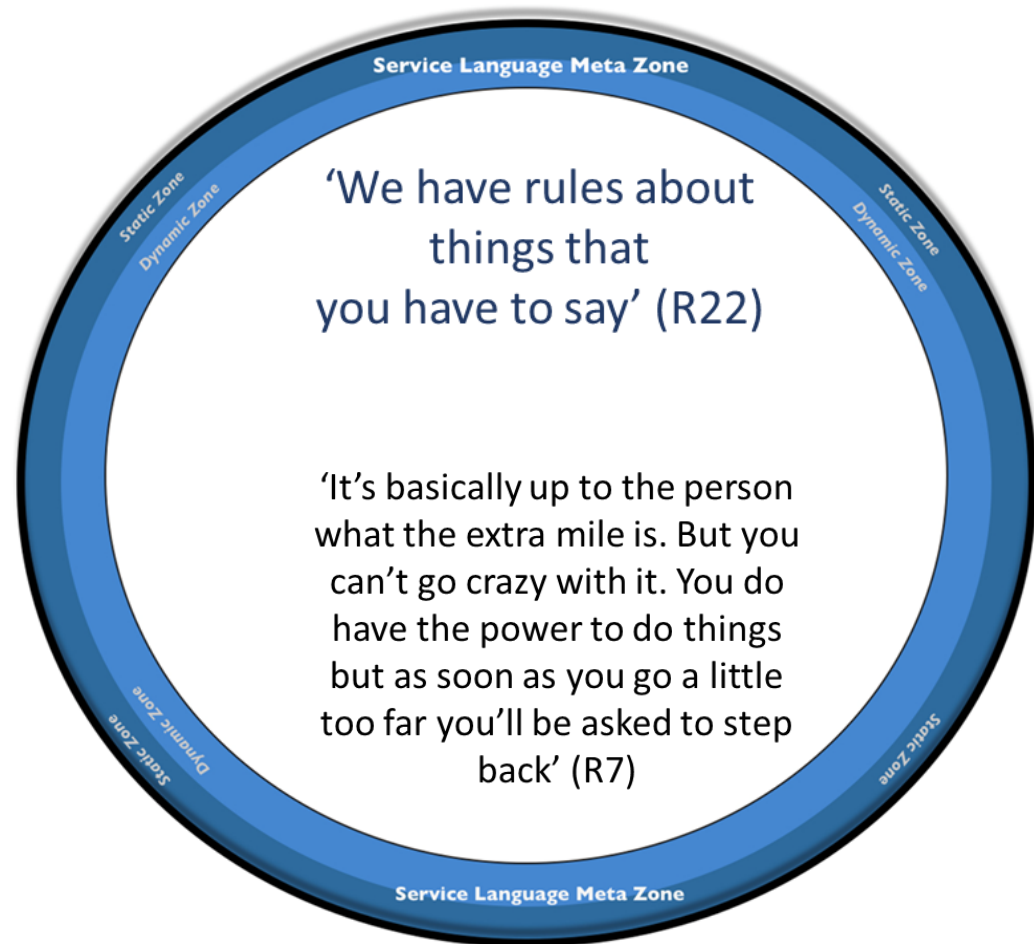 Service Language Meta Zone
Static Zone
Dynamic Zone
Static Zone
Dynamic Zone
‘We have rules about
things that
you have to say’ (R22)
‘It’s basically up to the person
what the extra mile is. But you
can’t go crazy with it. You do
have the power to do things
but as soon as you go a little
too far you’ll be asked to step
back’ (R7)
Dynamic Zone
Static Zone
Static Zone
Service Language Meta Zone